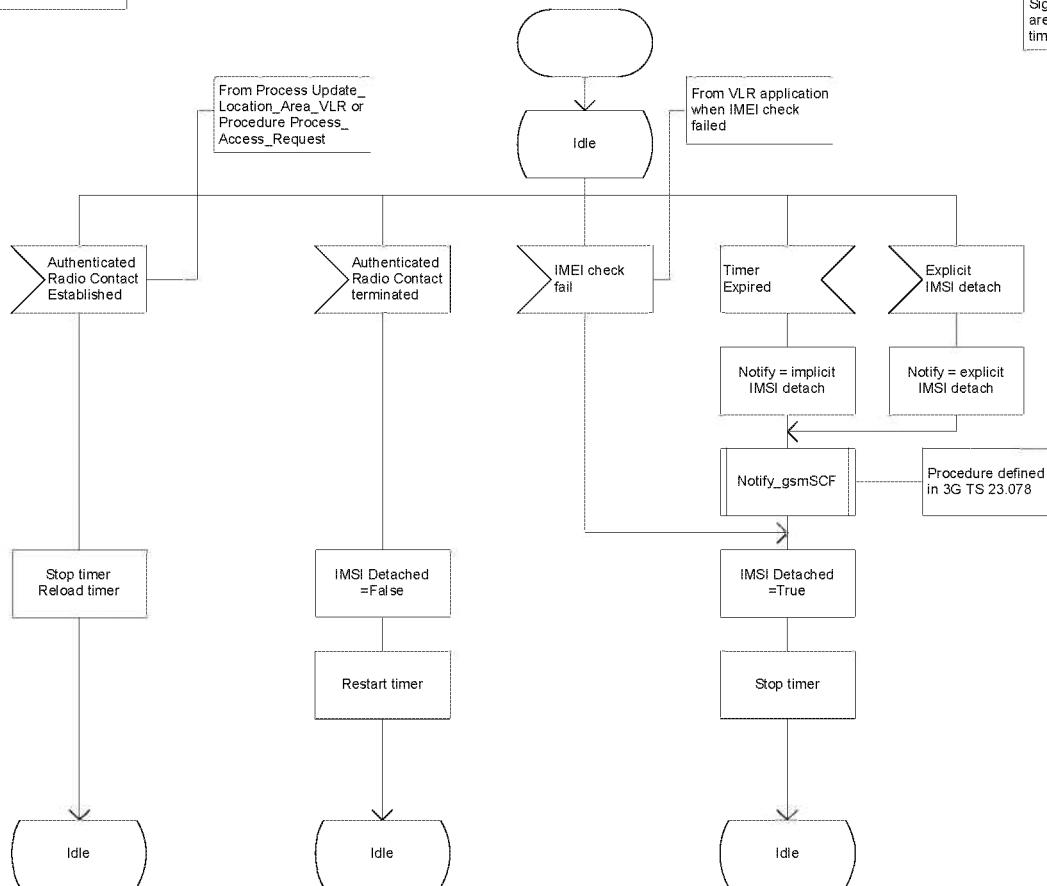 Sig
are
tim
From Process Update_
Location_Area_VLR or
Procedure Process_
Access_Request
From VLR application
when IMEI check
failed
Idle
Authenticated
Radio Contact
Established
Authenticated
Radio Contact
terminated
IMEI check
fail
Timer
Expired
Explicit
IMSI detach
Notify = implicit
IMSI detach
Notify = explicit
IMSI detach
Notify_gsmSCF
Procedure defined
in 3G TS 23.078
Stop timer
Reload timer
IMSI Detached
=False
IMSI Detached
=True
Restart timer
Stop timer
Idle
Idle
Idle